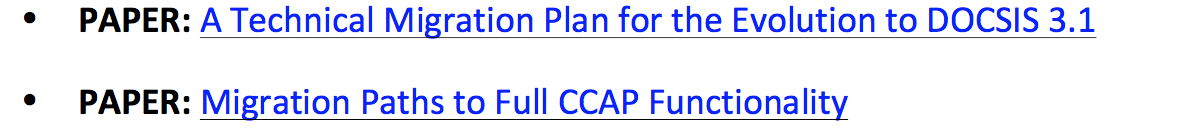 • PAPER: A Technical Migration Plan for the Evolution to DOCSIS 3.1
• PAPER: Migration Paths to Full CCAP Functionality